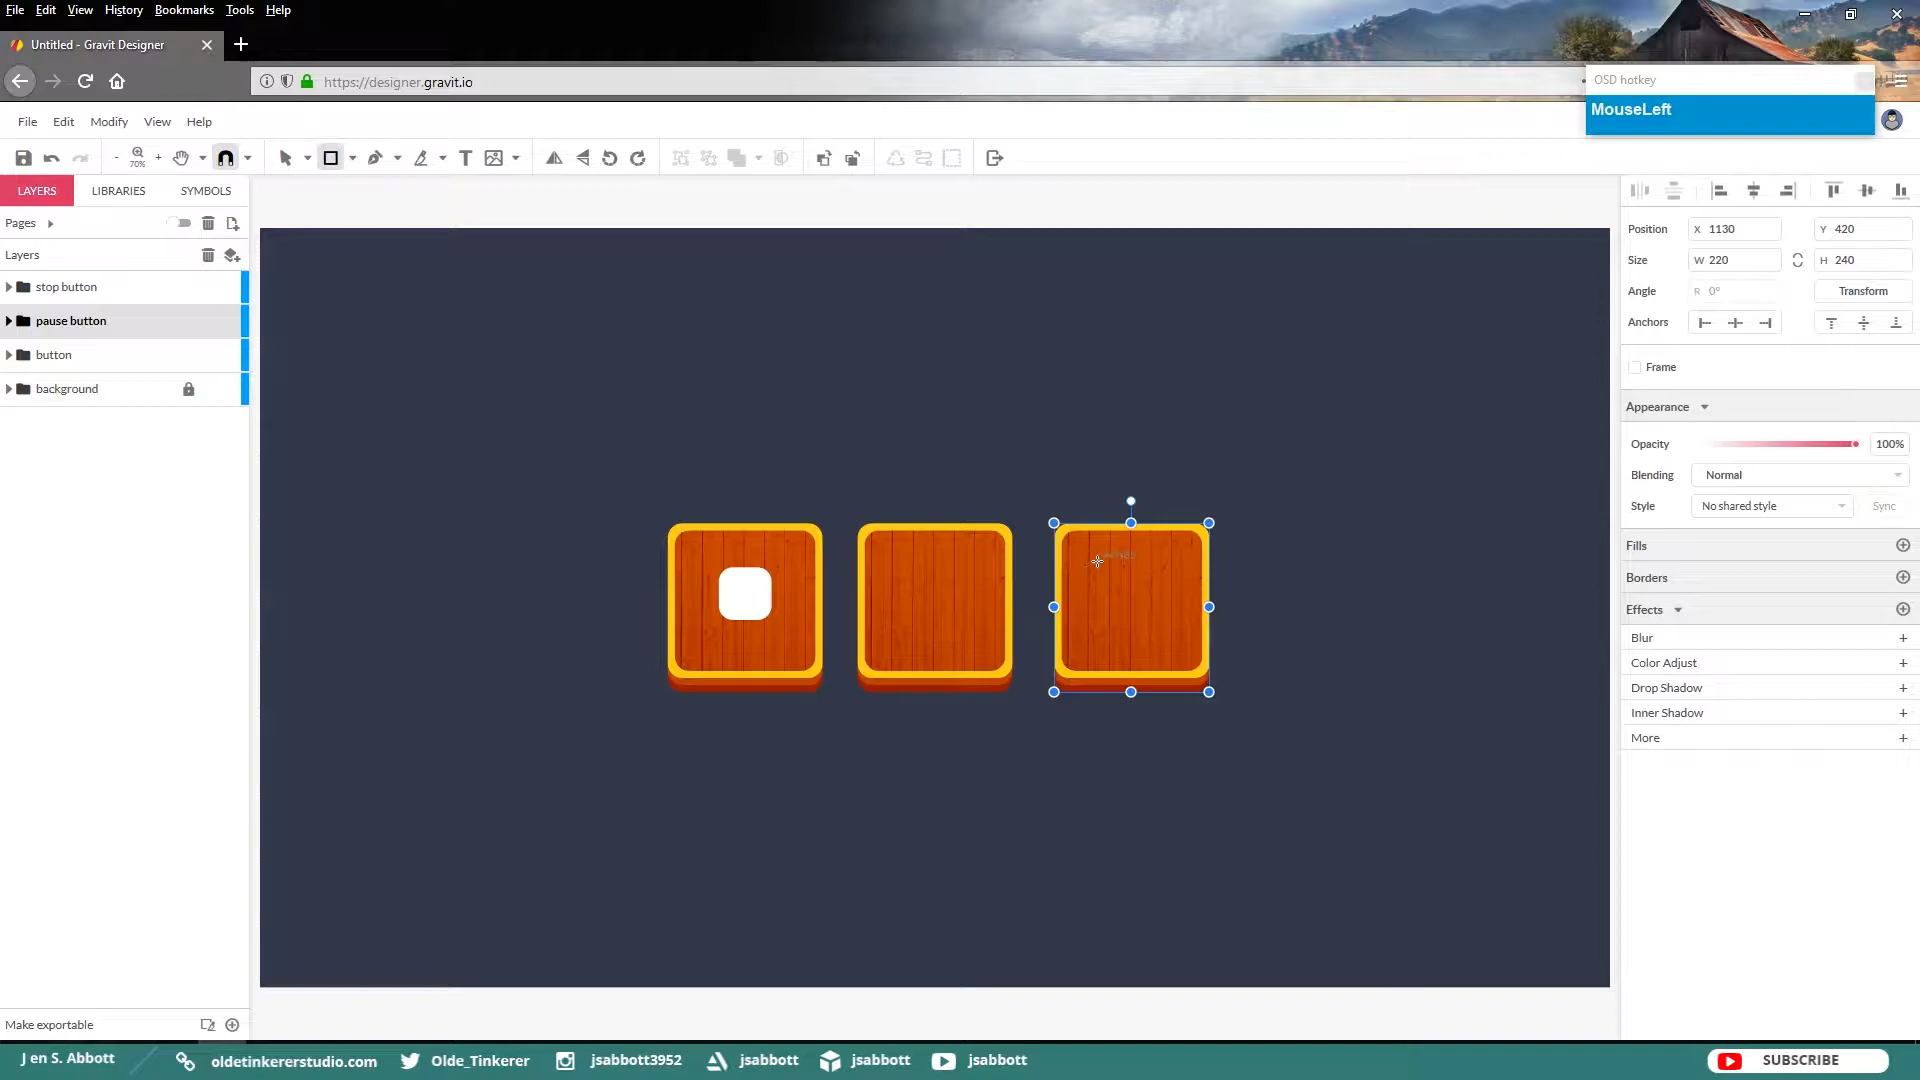 File Edit View History Bookmarks Tools Help
Untitled - Gravit Designer
https://designer.gravit.io
OSD hotkey
MouseLeft
File Edit Modify View Help
- 70% +
LAYERS LIBRARIES SYMBOLS
Pages
Layers
stop button
pause button
button
background
Make exportable
Position X 1130 Y 420
Size W 220 H 240
Angle R 0° Transform
Anchors
Frame
Appearance
Opacity 100%
Blending Normal
Style No shared style Sync
Fills
Borders
Effects
Blur +
Color Adjust +
Drop Shadow +
Inner Shadow +
More +
J en S. Abbott oldetinkererstudio.com Olde_Tinkerer jsabbott3952 jsabbott jsabbott jsabbott SUBSCRIBE